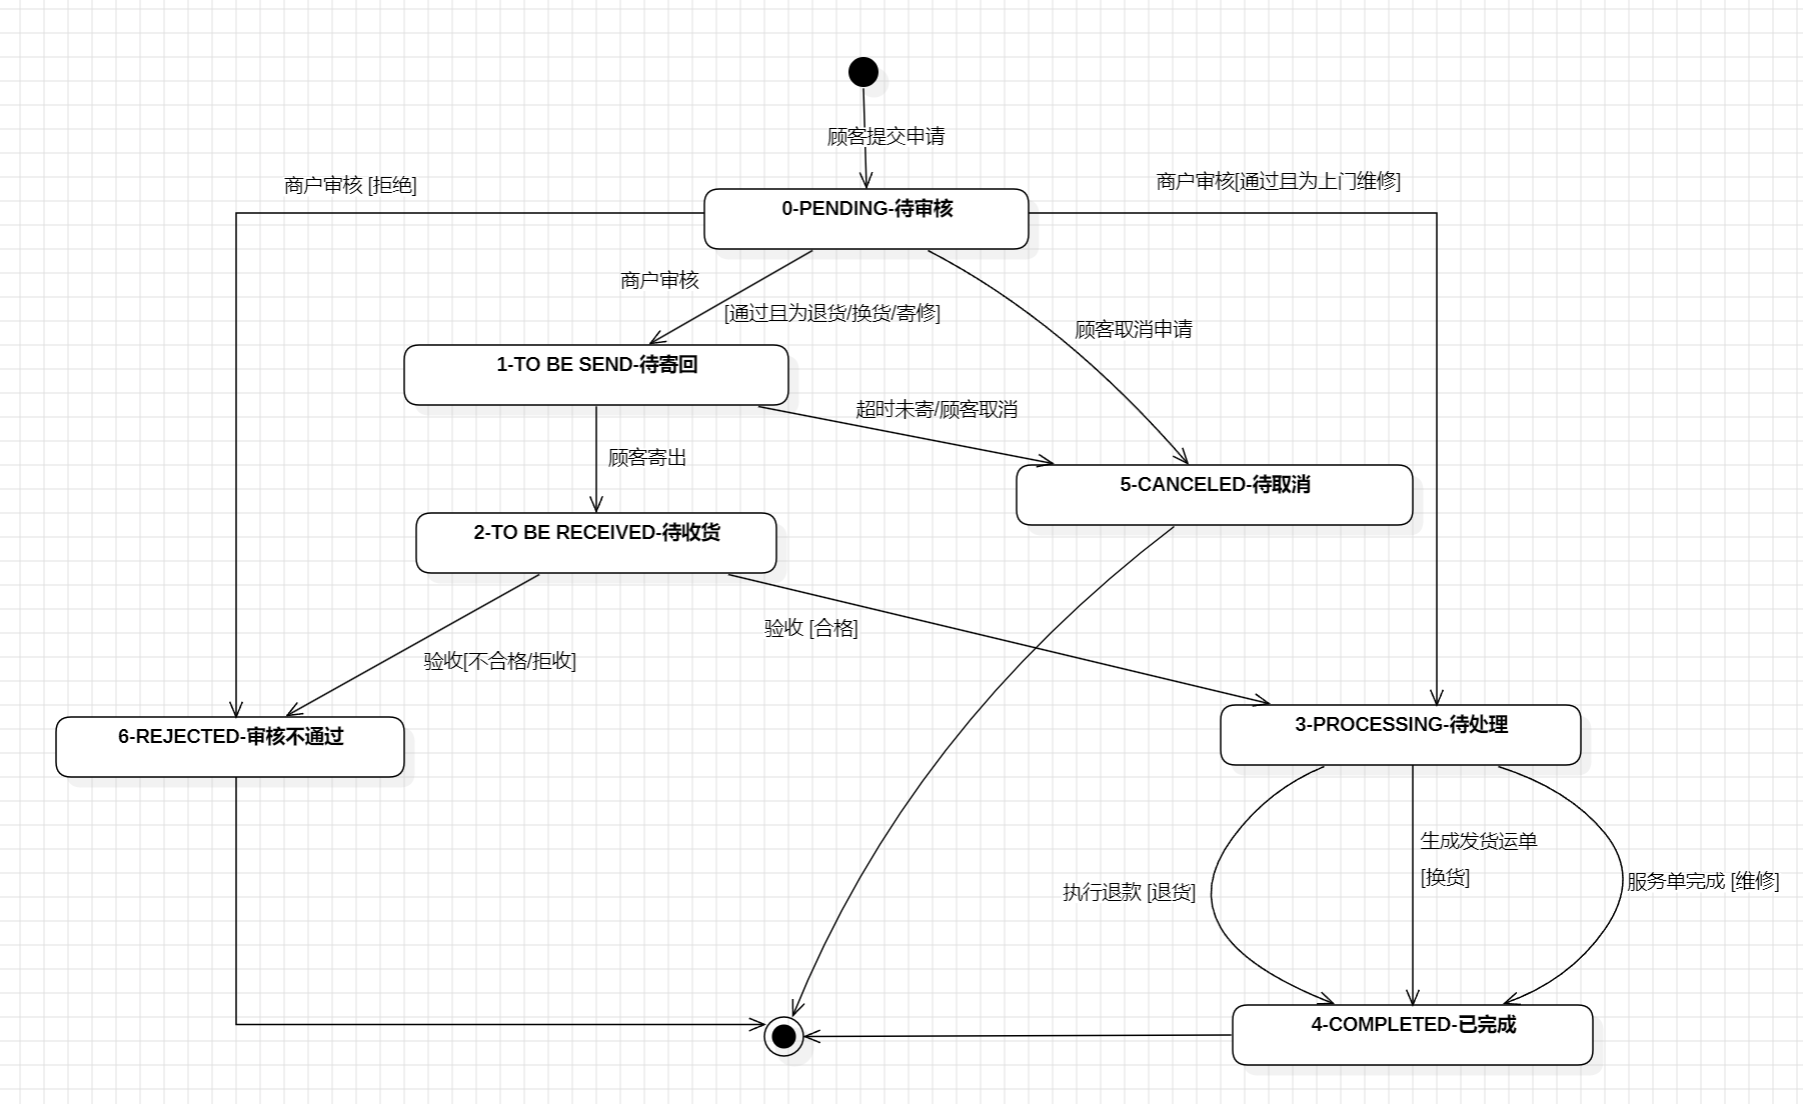 顾客提交申请
商户审核 [拒绝]
商户审核[通过且为上门维修]
0-PENDING-待审核
商户审核
[通过且为退货/换货/寄修]
顾客取消申请
1-TO BE SEND-待寄回
超时未寄/顾客取消
顾客寄出
5-CANCELED-待取消
2-TO BE RECEIVED-待收货
验收 [合格]
验收[不合格/拒收]
6-REJECTED-审核不通过
3-PROCESSING-待处理
生成发货运单
[换货]
执行退款 [退货]
服务单完成 [维修]
4-COMPLETED-已完成